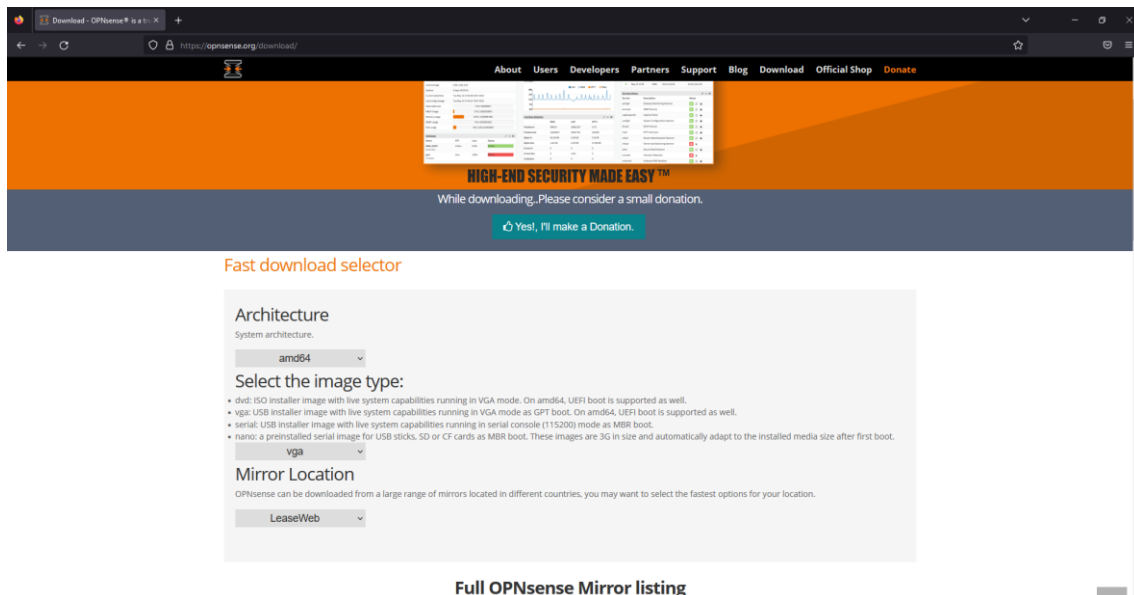 Download - OPNsense® is a tru
https://opnsense.org/download/
About Users Developers Partners Support Blog Download Official Shop Donate
HIGH-END SECURITY MADE EASY ™
While downloading..Please consider a small donation.
Yes!, I'll make a Donation.
Fast download selector
Architecture
System architecture.
amd64
Select the image type:
dvd: ISO installer image with live system capabilities running in VGA mode. On amd64, UEFI boot is supported as well.
vga: USB installer image with live system capabilities running in VGA mode as GPT boot. On amd64, UEFI boot is supported as well.
serial: USB installer image with live system capabilities running in serial console (115200) mode as MBR boot.
nano: a preinstalled serial image for USB sticks, SD or CF cards as MBR boot. These images are 3G in size and automatically adapt to the installed media size after first boot.
vga
Mirror Location
OPNsense can be downloaded from a large range of mirrors located in different countries, you may want to select the fastest options for your location.
LeaseWeb
Full OPNsense Mirror listing